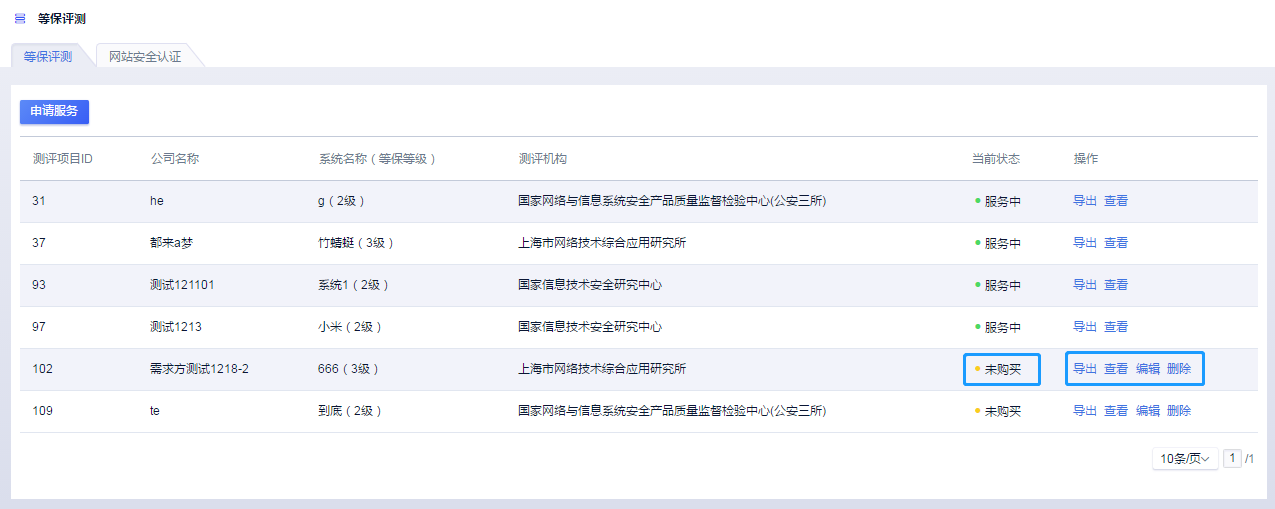 等保评测
等保评测 网站安全认证
申请服务
测评项目ID 公司名称 系统名称（等保等级） 测评机构 当前状态 操作
31 he g（2级） 国家网络与信息系统安全产品质量监督检验中心(公安三所) 服务中 导出 查看
37 都来a梦 竹蜻蜓（3级） 上海市网络技术综合应用研究所 服务中 导出 查看
93 测试121101 系统1（2级） 国家信息技术安全研究中心 服务中 导出 查看
97 测试1213 小米（2级） 国家信息技术安全研究中心 服务中 导出 查看
102 需求方测试1218-2 666（3级） 上海市网络技术综合应用研究所 未购买 导出 查看 编辑 删除
109 te 到底（2级） 国家网络与信息系统安全产品质量监督检验中心(公安三所) 未购买 导出 查看 编辑 删除
10条/页 1 /1